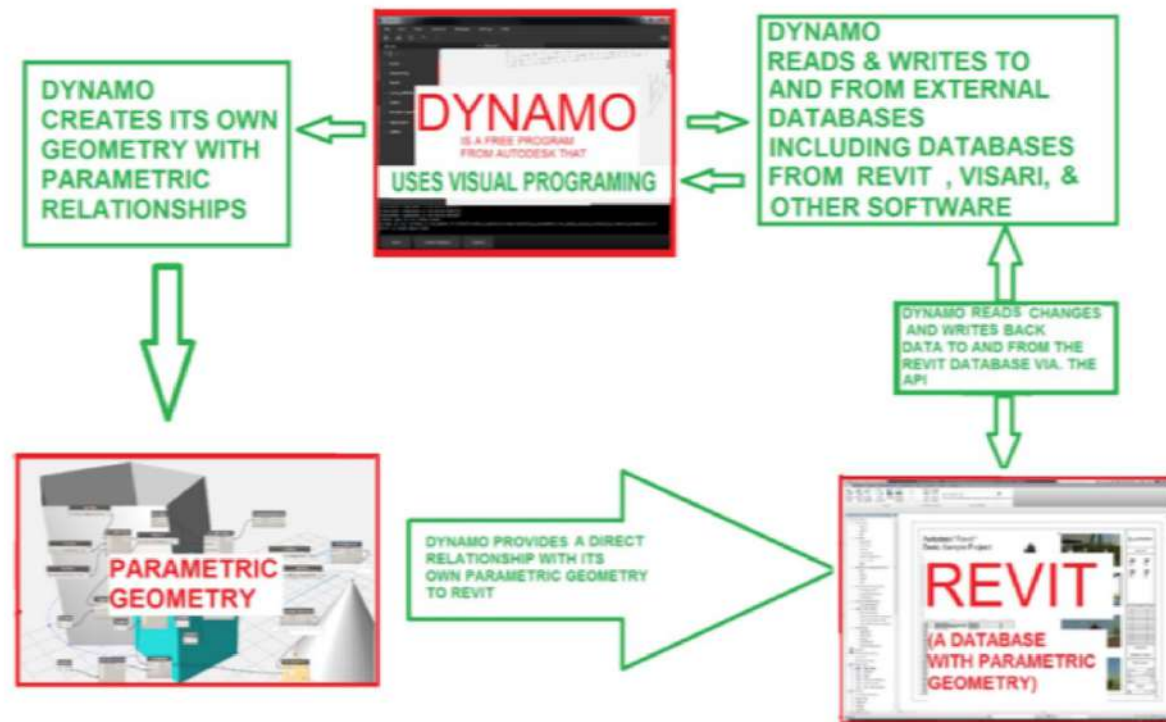 DYNAMO
CREATES ITS OWN
GEOMETRY WITH
PARAMETRIC
RELATIONSHIPS
DYNAMO
IS A FREE PROGRAM
FROM AUTODESK THAT
USES VISUAL PROGRAMING
DYNAMO
READS & WRITES TO
AND FROM EXTERNAL
DATABASES
INCLUDING DATABASES
FROM REVIT , VISARI, &
OTHER SOFTWARE
DYNAMO READS CHANGES
AND WRITES BACK
DATA TO AND FROM THE
REVIT DATABASE VIA. THE
API
PARAMETRIC
GEOMETRY
DYNAMO PROVIDES A DIRECT
RELATIONSHIP WITH ITS
OWN PARAMETRIC GEOMETRY
TO REVIT
REVIT
(A DATABASE
WITH PARAMETRIC
GEOMETRY)